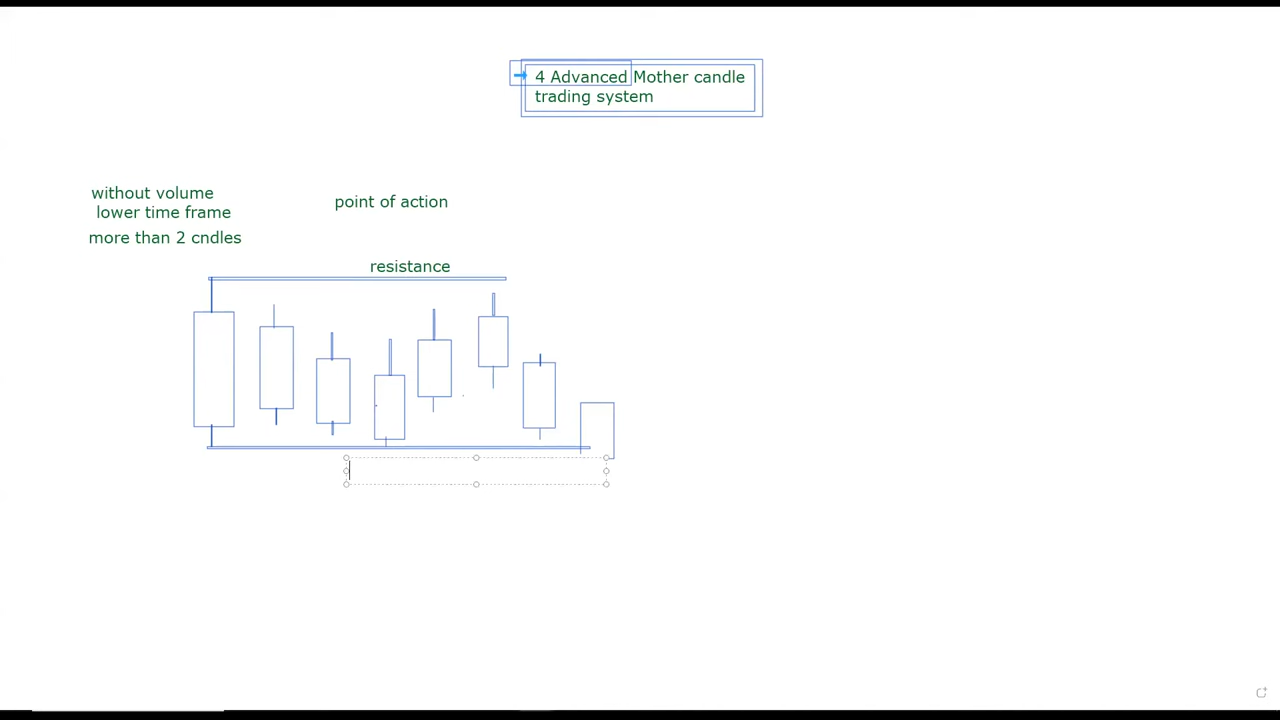 4 Advanced Mother candle
trading system
without volume
lower time frame
more than 2 cndles
point of action
resistance